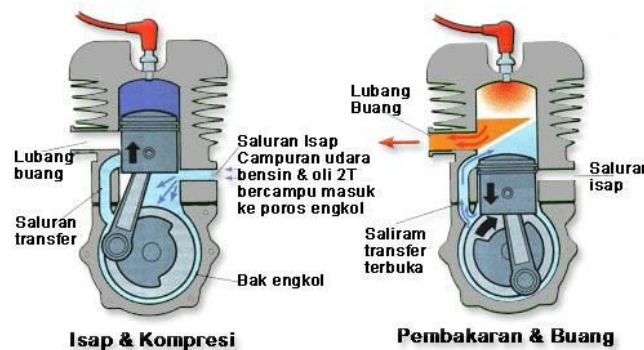 Lubang
buang
Saluran
transfer
Saluran Isap
Campuran udara
bensin & oli 2T
bercampu masuk
ke poros engkol
Bak engkol
Isap & Kompresi
Lubang
Buang
Saluran
isap
Saliram
transfer
terbuka
Pembakaran & Buang